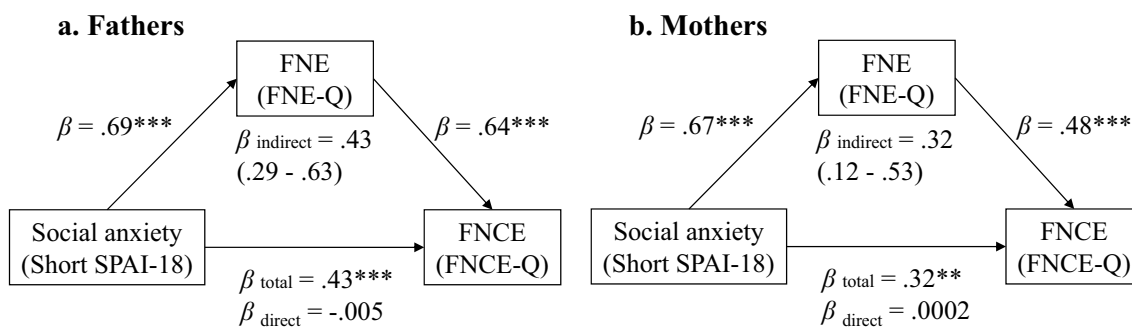 a. Fathers
FNE
(FNE-Q)
β = .69***
β = .64***
β indirect = .43
(.29 - .63)
Social anxiety
(Short SPAI-18)
FNCE
(FNCE-Q)
β total = .43***
β direct = -.005
b. Mothers
FNE
(FNE-Q)
β = .67***
β = .48***
β indirect = .32
(.12 - .53)
Social anxiety
(Short SPAI-18)
FNCE
(FNCE-Q)
β total = .32**
β direct = .0002